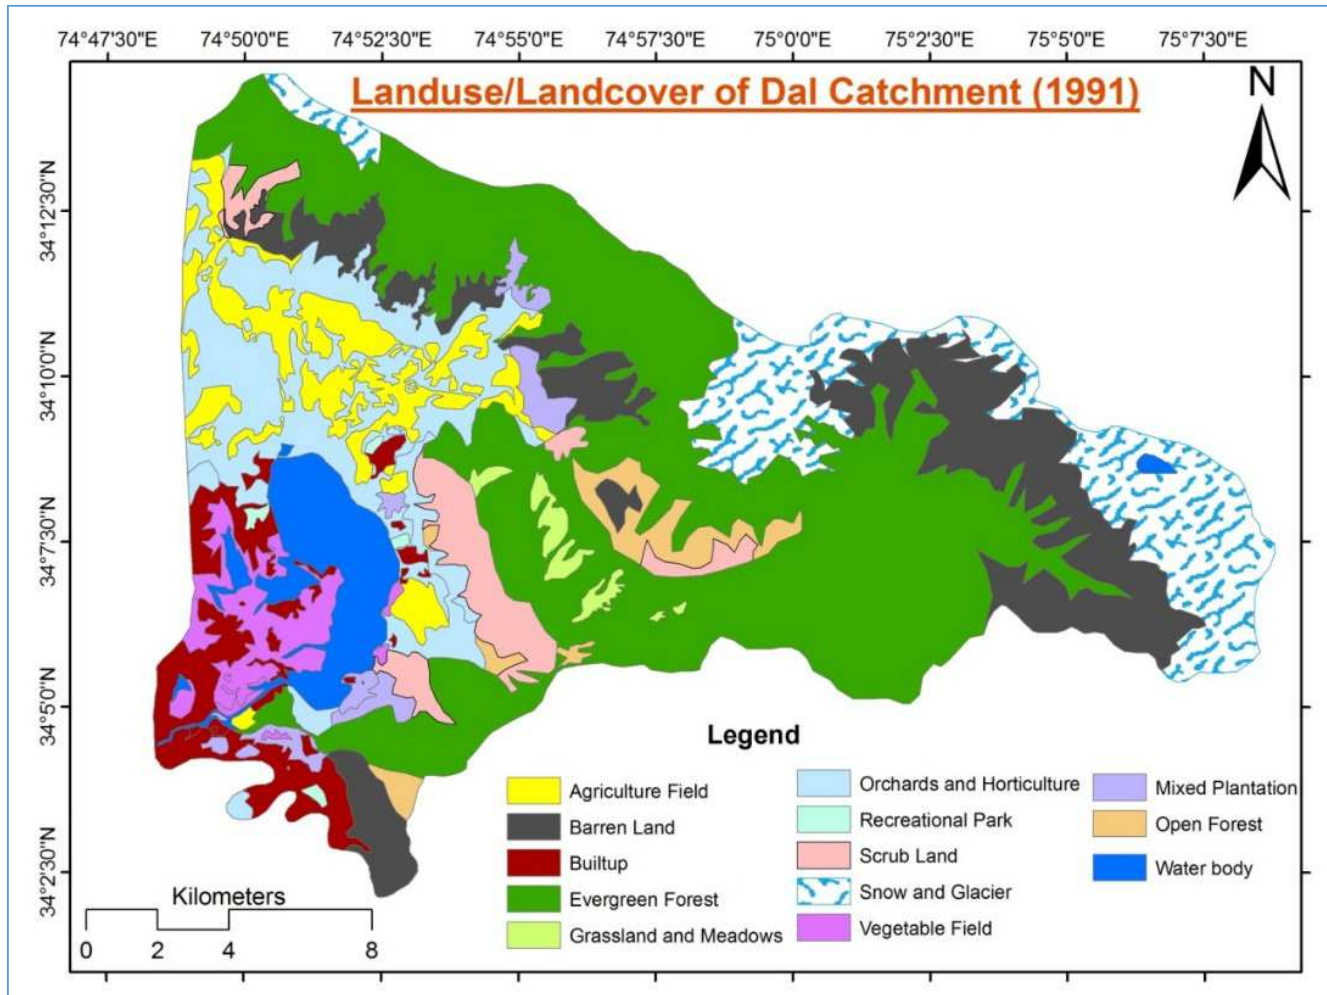 74°47'30"E 74°50'0"E 74°52'30"E 74°55'0"E 74°57'30"E 75°0'0"E 75°2'30"E 75°5'0"E 75°7'30"E
Landuse/Landcover of Dal Catchment (1991)
N
34°12'30"N
34°10'0"N
34°7'30"N
34°5'0"N
34°2'30"N
Legend
Agriculture Field
Barren Land
Builtup
Evergreen Forest
Grassland and Meadows
Orchards and Horticulture
Recreational Park
Scrub Land
Snow and Glacier
Vegetable Field
Mixed Plantation
Open Forest
Water body
Kilometers
0 2 4 8